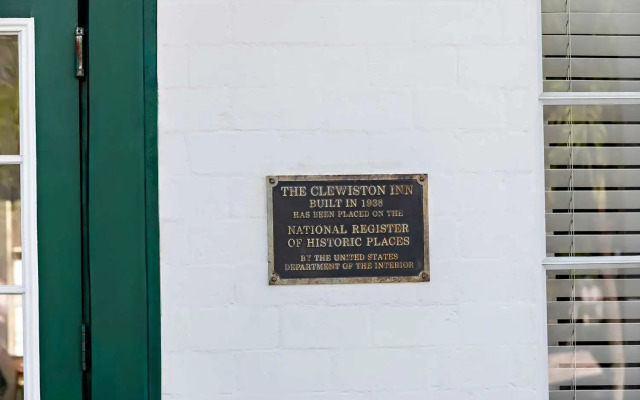 THE CLEWISTON INN
BUILT IN 1938
HAS BEEN PLACED ON THE
NATIONAL REGISTER
OF HISTORIC PLACES
BY THE UNITED STATES
DEPARTMENT OF THE INTERIOR